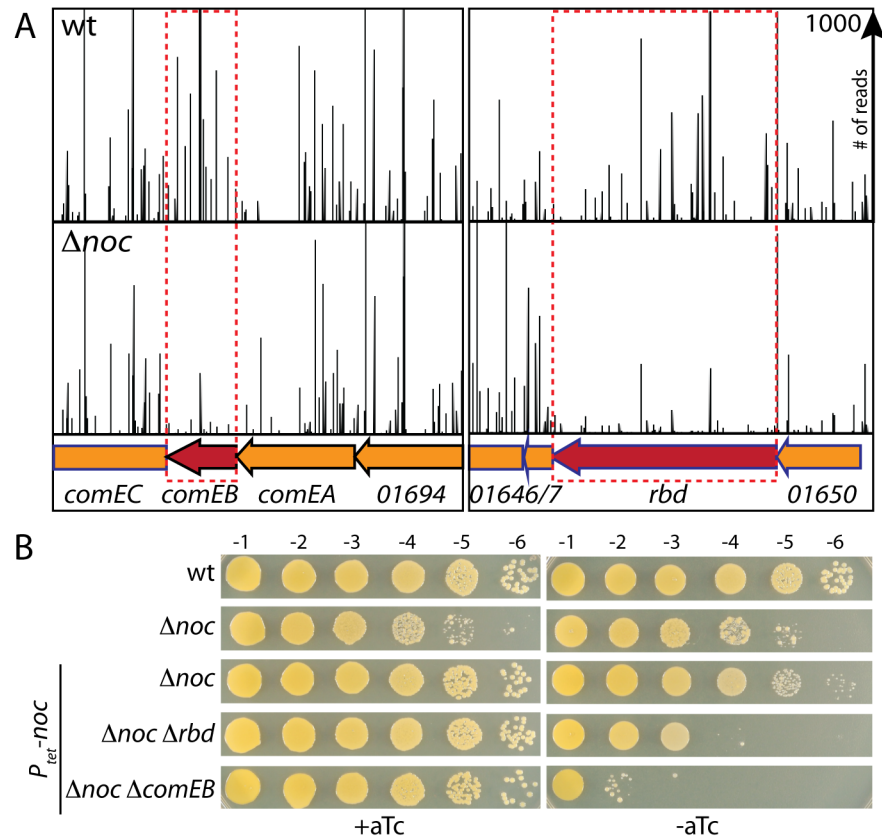 A
wt
1000
# of reads
Δnoc
comEC comEB comEA 01694 01646/7 rbd 01650
B
-1 -2 -3 -4 -5 -6 -1 -2 -3 -4 -5 -6
wt
Δnoc
Δnoc
Δnoc Δrbd
Δnoc ΔcomEB
Ptet-noc
+aTc -aTc